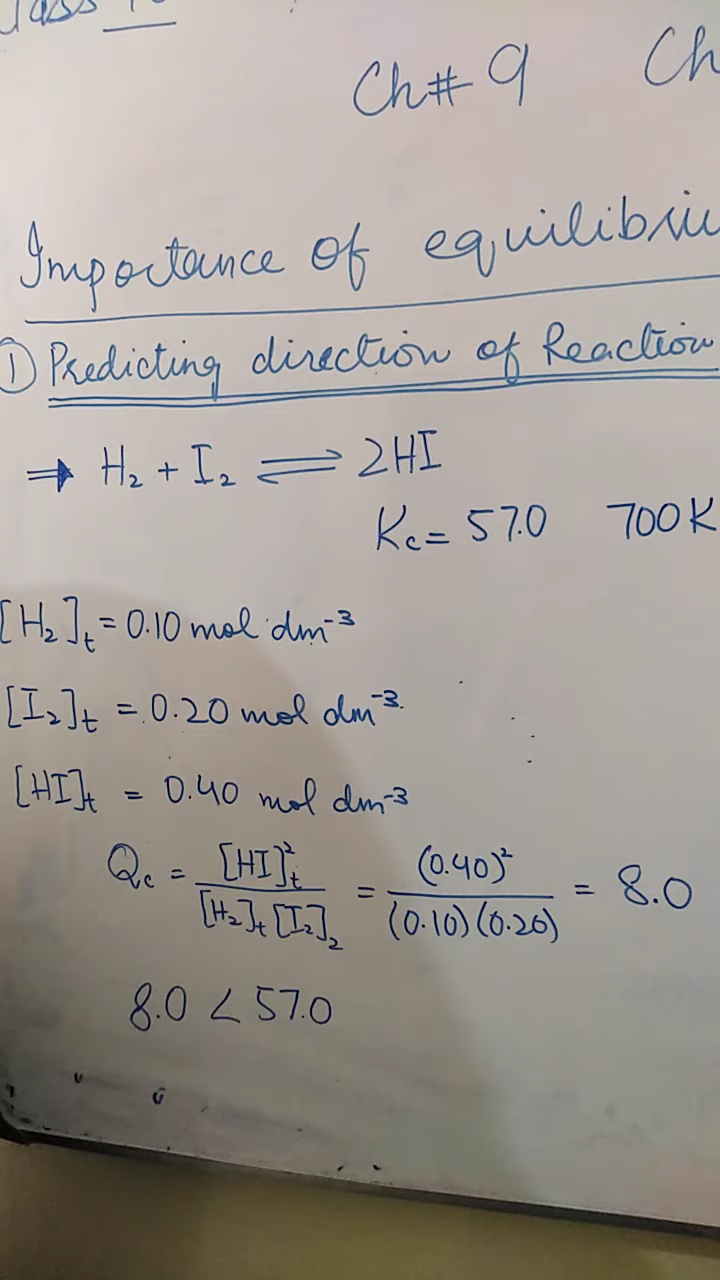 Ch# 9 Ch
Importance of equilibriu
① Predicting direction of Reaction
⇒ H₂ + I₂ ⇌ 2HI
Kc = 57.0 700K
[H₂]t = 0.10 mol dm⁻³
[I₂]t = 0.20 mol dm⁻³
[HI]t = 0.40 mol dm⁻³
Qc = [HI]t² / [H₂]t [I₂]₂ = (0.40)² / (0.10)(0.20) = 8.0
8.0 < 57.0